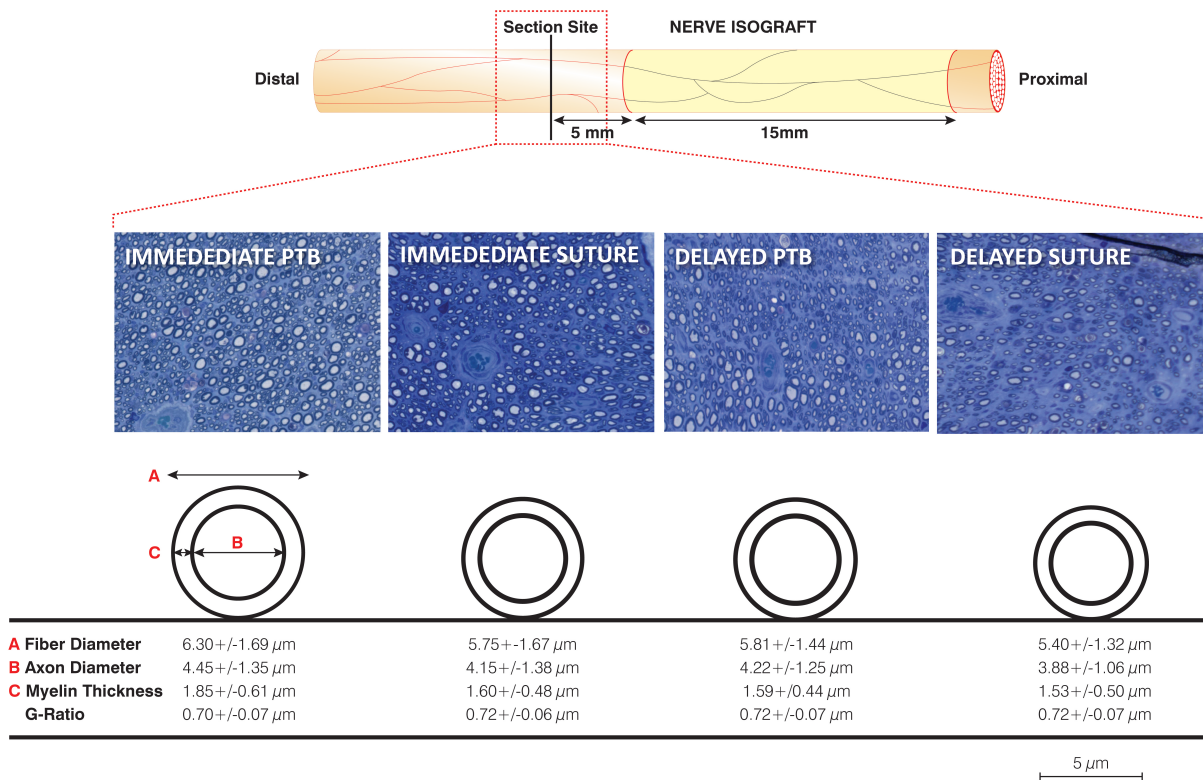 Section Site
NERVE ISOGRAFT
Distal
Proximal
5 mm
15mm
IMMEDEDIATE PTB
IMMEDEDIATE SUTURE
DELAYED PTB
DELAYED SUTURE
A
B
C
A Fiber Diameter 6.30+/-1.69 µm 5.75+-1.67 µm 5.81+/-1.44 µm 5.40+/-1.32 µm
B Axon Diameter 4.45+/-1.35 µm 4.15+/-1.38 µm 4.22+/-1.25 µm 3.88+/-1.06 µm
C Myelin Thickness 1.85+/-0.61 µm 1.60+/-0.48 µm 1.59+/0.44 µm 1.53+/-0.50 µm
G-Ratio 0.70+/-0.07 µm 0.72+/-0.06 µm 0.72+/-0.07 µm 0.72+/-0.07 µm
5 µm